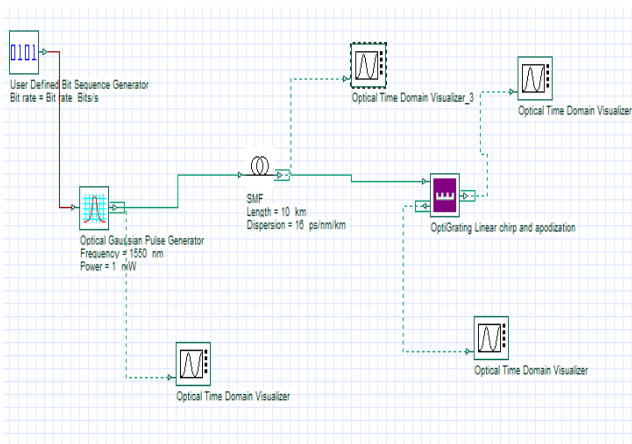 0101
User Defined Bit Sequence Generator
Bit rate = Bit rate Bits/s
Optical Time Domain Visualizer_3
Optical Time Domain Visualizer
SMF
Length = 10 km
Dispersion = 16 ps/nm/km
OptiGrating Linear chirp and apodization
Optical Gaussian Pulse Generator
Frequency = 1550 nm
Power = 1 mW
Optical Time Domain Visualizer
Optical Time Domain Visualizer